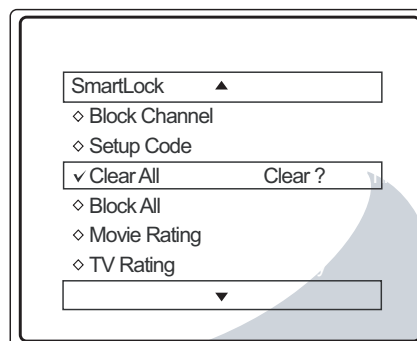 SmartLock ▲
◇ Block Channel
◇ Setup Code
✓ Clear All Clear ?
◇ Block All
◇ Movie Rating
◇ TV Rating
▼